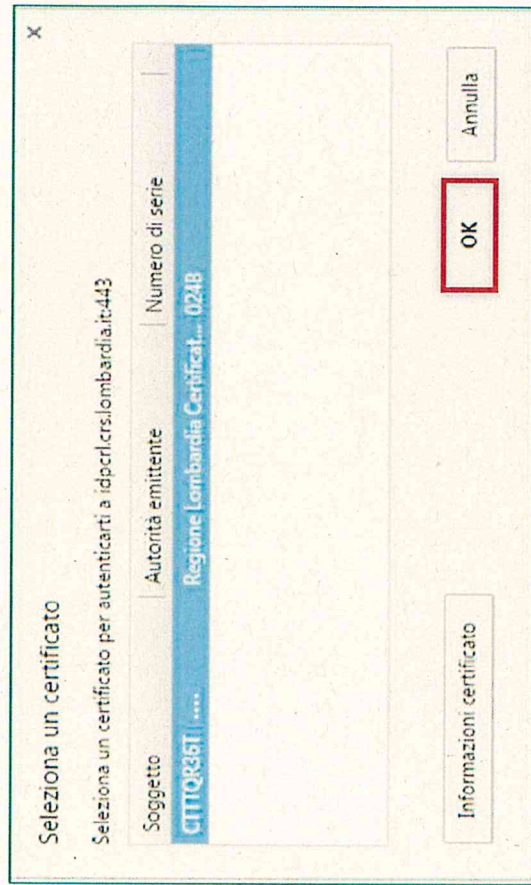 Seleziona un certificato ×
Seleziona un certificato per autenticarti a idpcrl.crs.lombardia.it:443
Soggetto Autorità emittente Numero di serie
Regione Lombardia Certificat... 024B
Informazioni certificato OK Annulla